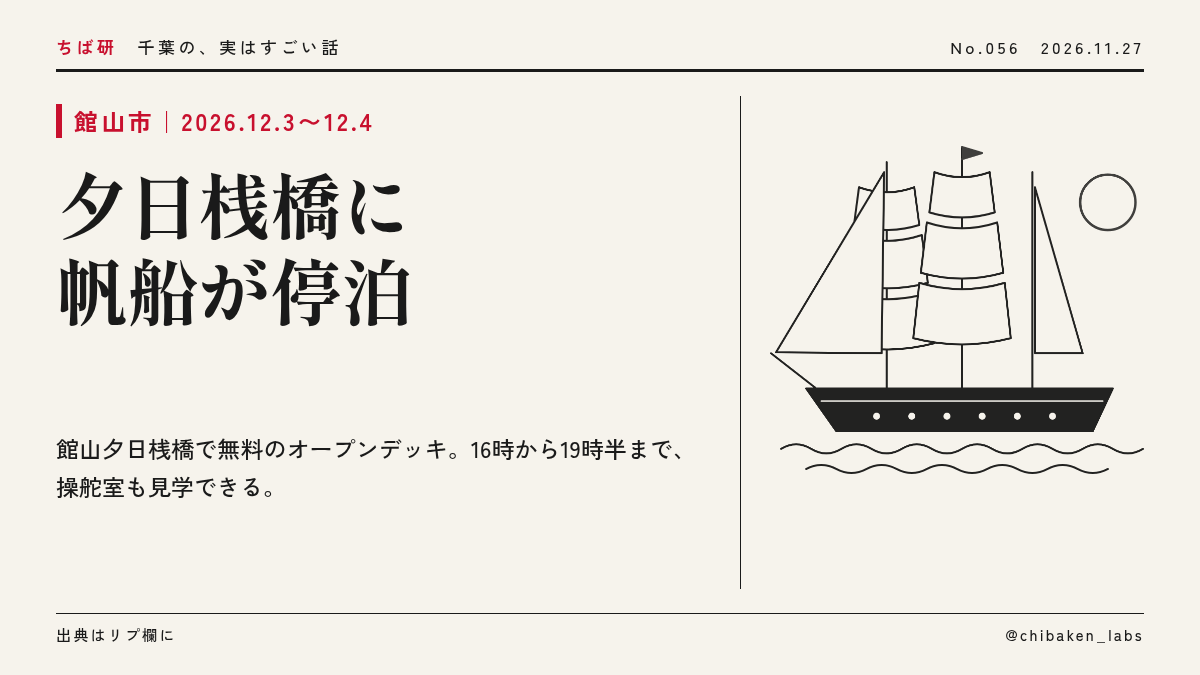 ちば研 千葉の、実はすごい話
No.056 2026.11.27
館山市｜2026.12.3〜12.4
夕日桟橋に
帆船が停泊
館山夕日桟橋で無料のオープンデッキ。16時から19時半まで、
操舵室も見学できる。
出典はリプ欄に
@chibaken_labs